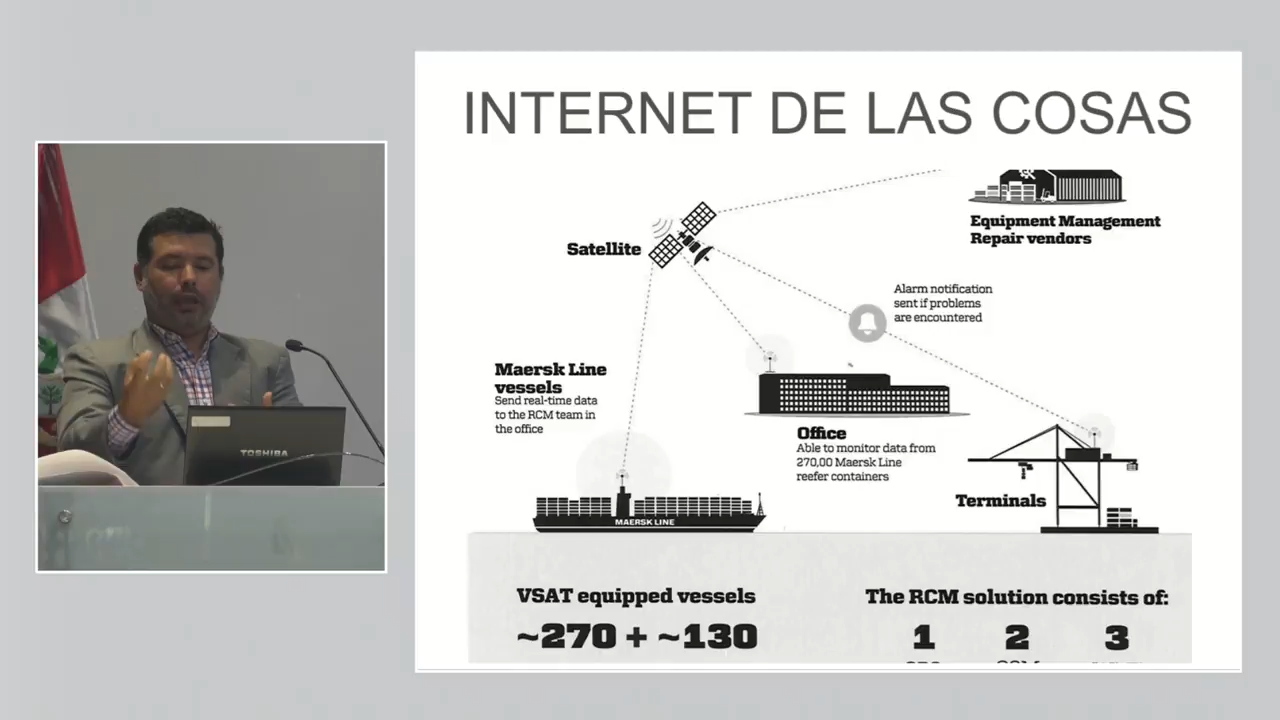 INTERNET DE LAS COSAS
Equipment Management
Repair vendors
Satellite
Alarm notification
sent if problems
are encountered
Maersk Line
vessels
Send real-time data
to the RCM team in
the office
Office
Able to monitor data from
270,00 Maersk Line
reefer containers
Terminals
MAERSK LINE
VSAT equipped vessels
~270 + ~130
The RCM solution consists of:
1 2 3
TOSHIBA